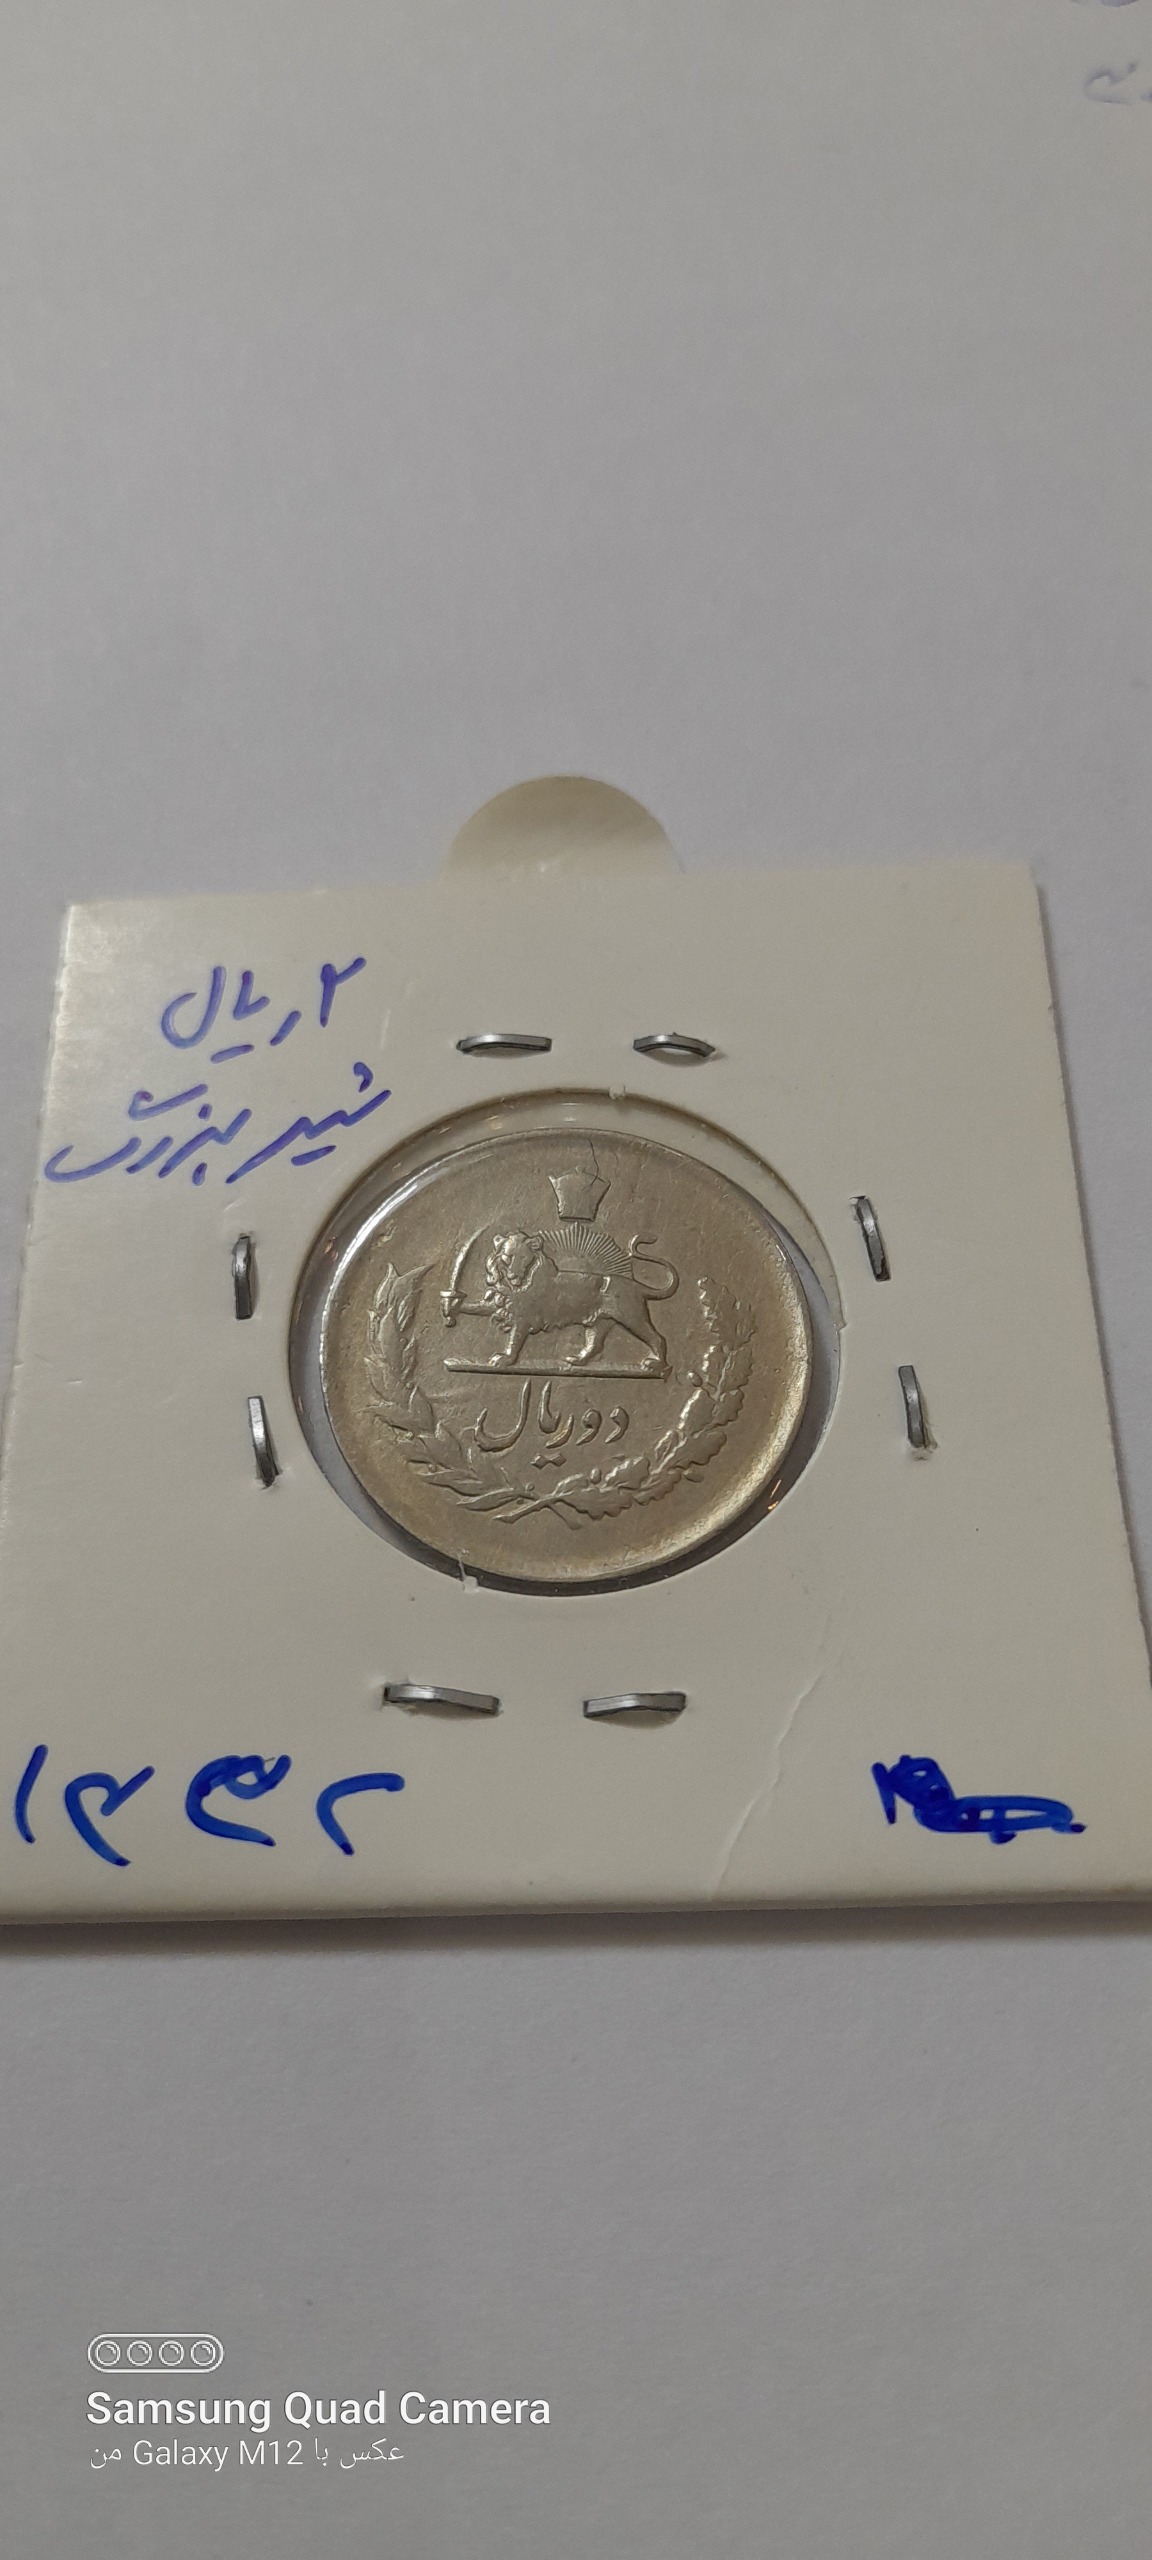 ۲ ریال
شیر بزرگ
دو ریال
۱۳۳۲
Samsung Quad Camera
عکس با Galaxy M12 من